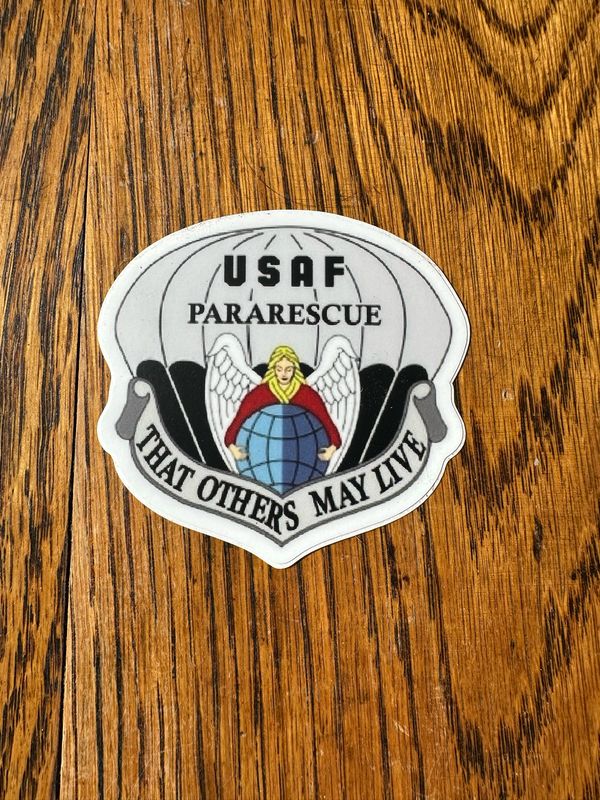 USAF
PARARESCUE
THAT OTHERS MAY LIVE